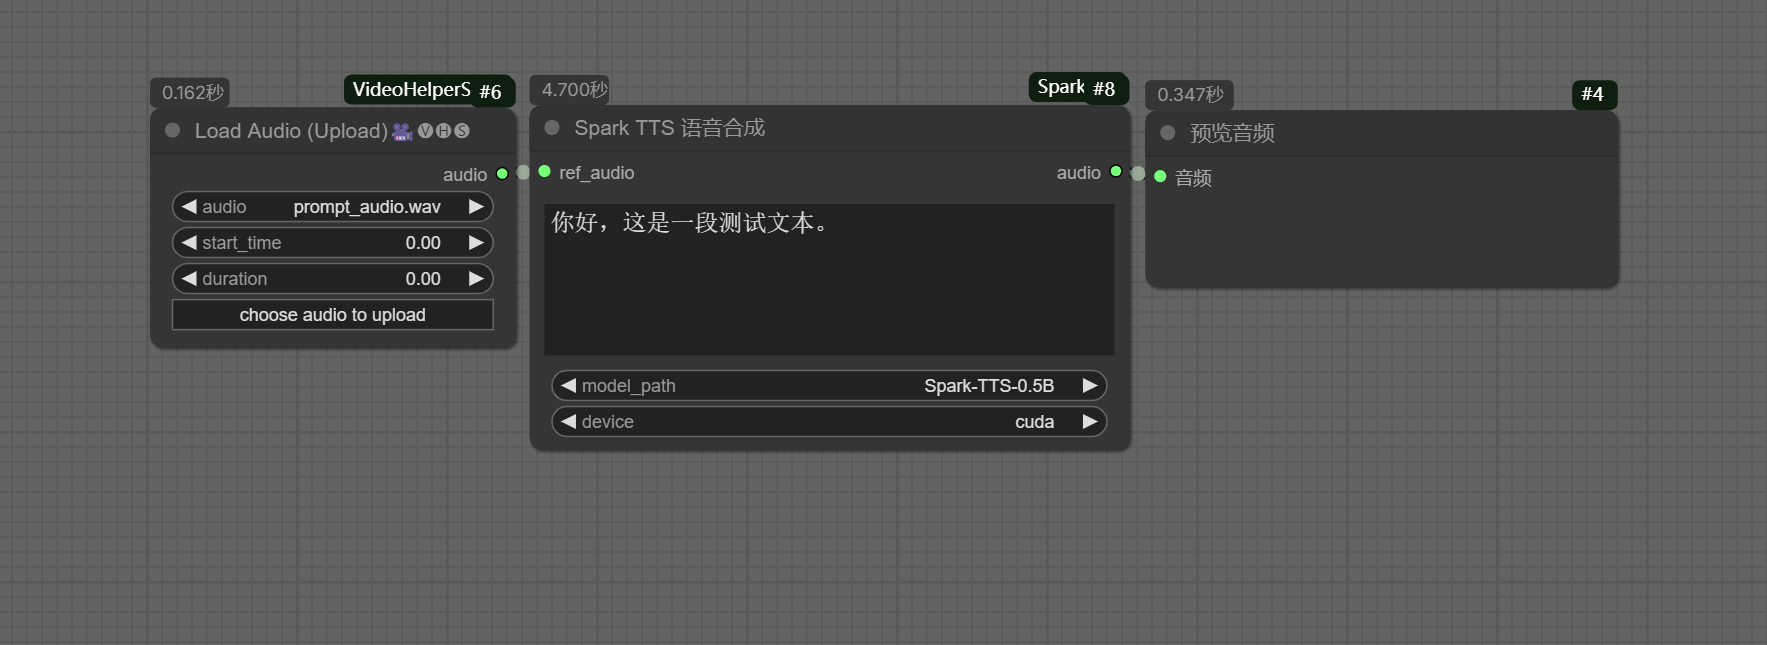 0.162秒
VideoHelperS #6
Load Audio (Upload)🎥🅥🅗🅢
audio
audio prompt_audio.wav
start_time 0.00
duration 0.00
choose audio to upload
4.700秒
Spark #8
Spark TTS 语音合成
ref_audio audio
你好，这是一段测试文本。
model_path Spark-TTS-0.5B
device cuda
0.347秒
#4
预览音频
音频